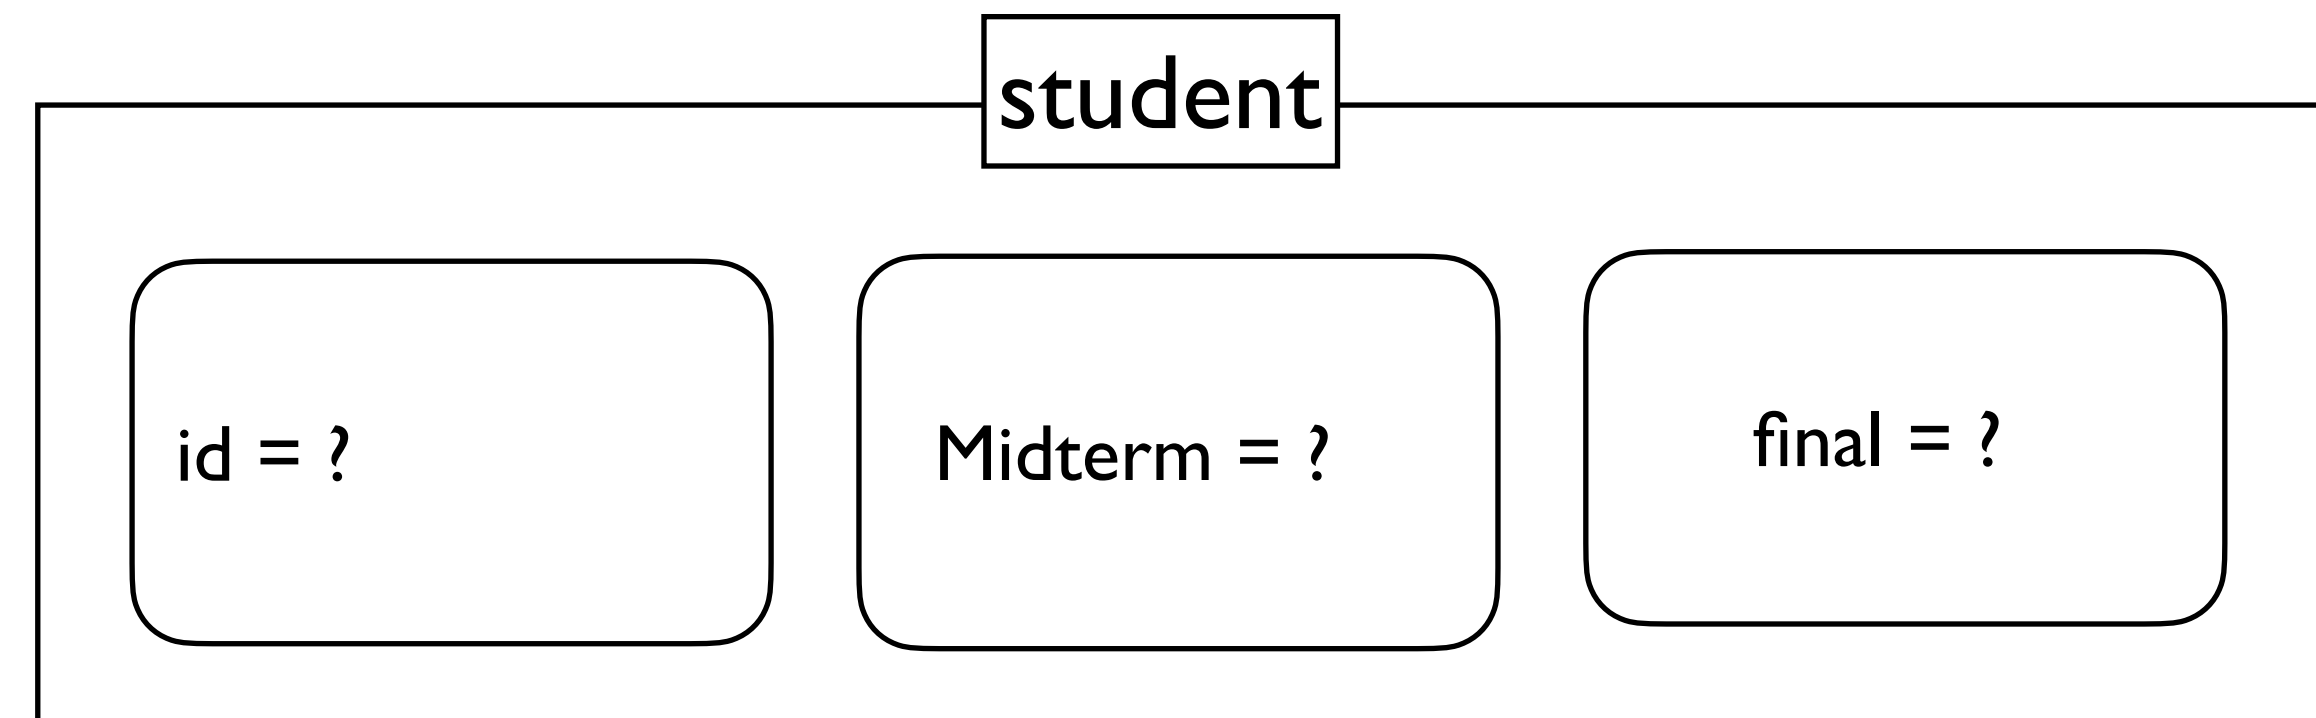 student
id = ?
Midterm = ?
final = ?